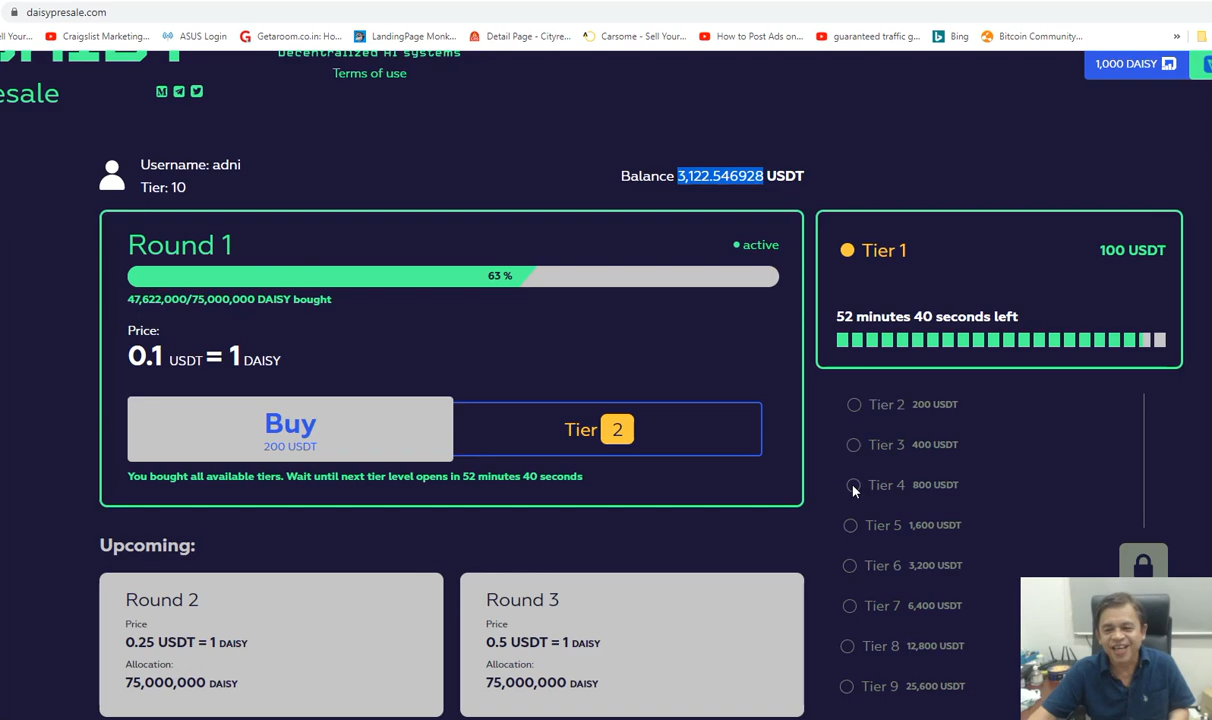 daisypresale.com
ell Your...
Craigslist Marketing...
ASUS Login
Getaroom.co.in: Ho...
LandingPage Monk...
Detail Page - Cityre...
Carsome - Sell Your...
How to Post Ads on...
guaranteed traffic g...
Bing
Bitcoin Community...
»
Decentralized AI systems
Terms of use
1,000 DAISY
esale
Username: adni
Tier: 10
Balance 3,122.546928 USDT
Round 1
active
63 %
47,622,000/75,000,000 DAISY bought
Price:
0.1 USDT = 1 DAISY
Buy
200 USDT
Tier 2
You bought all available tiers. Wait until next tier level opens in 52 minutes 40 seconds
Tier 1
100 USDT
52 minutes 40 seconds left
Tier 2 200 USDT
Tier 3 400 USDT
Tier 4 800 USDT
Tier 5 1,600 USDT
Tier 6 3,200 USDT
Tier 7 6,400 USDT
Tier 8 12,800 USDT
Tier 9 25,600 USDT
Upcoming:
Round 2
Price
0.25 USDT = 1 DAISY
Allocation:
75,000,000 DAISY
Round 3
Price
0.5 USDT = 1 DAISY
Allocation:
75,000,000 DAISY